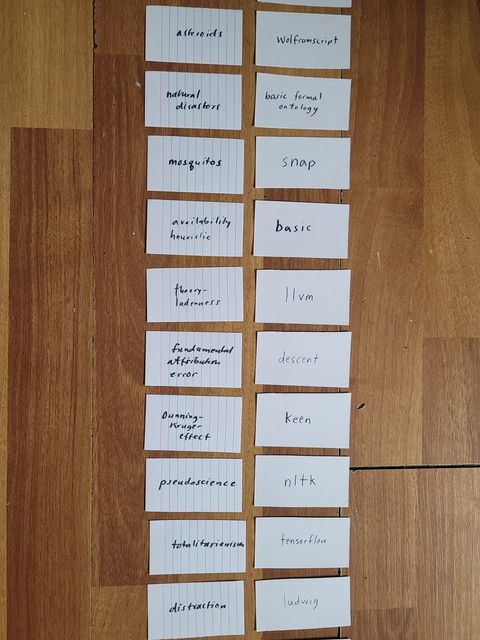 asteroids
Wolframscript
natural
disasters
basic formal
ontology
mosquitos
snap
availability
heuristic
basic
theory-
ladenness
llvm
fundamental
attribution
error
descent
Dunning-
Kruger
effect
keen
pseudoscience
nltk
totalitarianism
tensorflow
distraction
ludwig